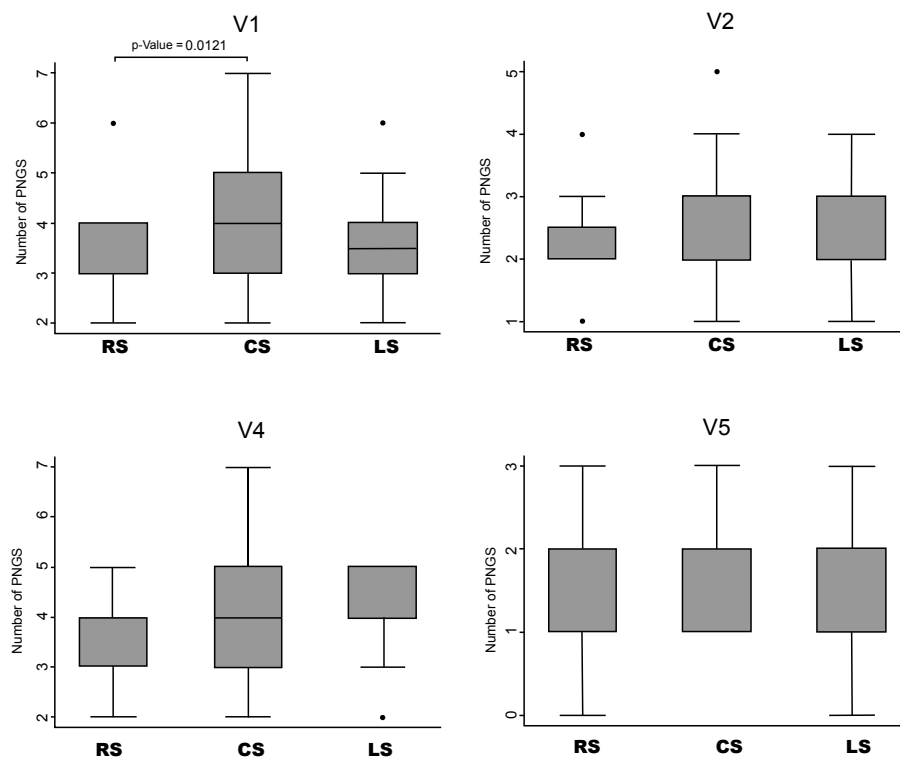 V1
p-Value = 0.0121
Number of PNGS
7
6
5
4
3
2
RS CS LS
V2
Number of PNGS
5
4
3
2
1
RS CS LS
V4
Number of PNGS
7
6
5
4
3
2
RS CS LS
V5
Number of PNGS
3
2
1
0
RS CS LS